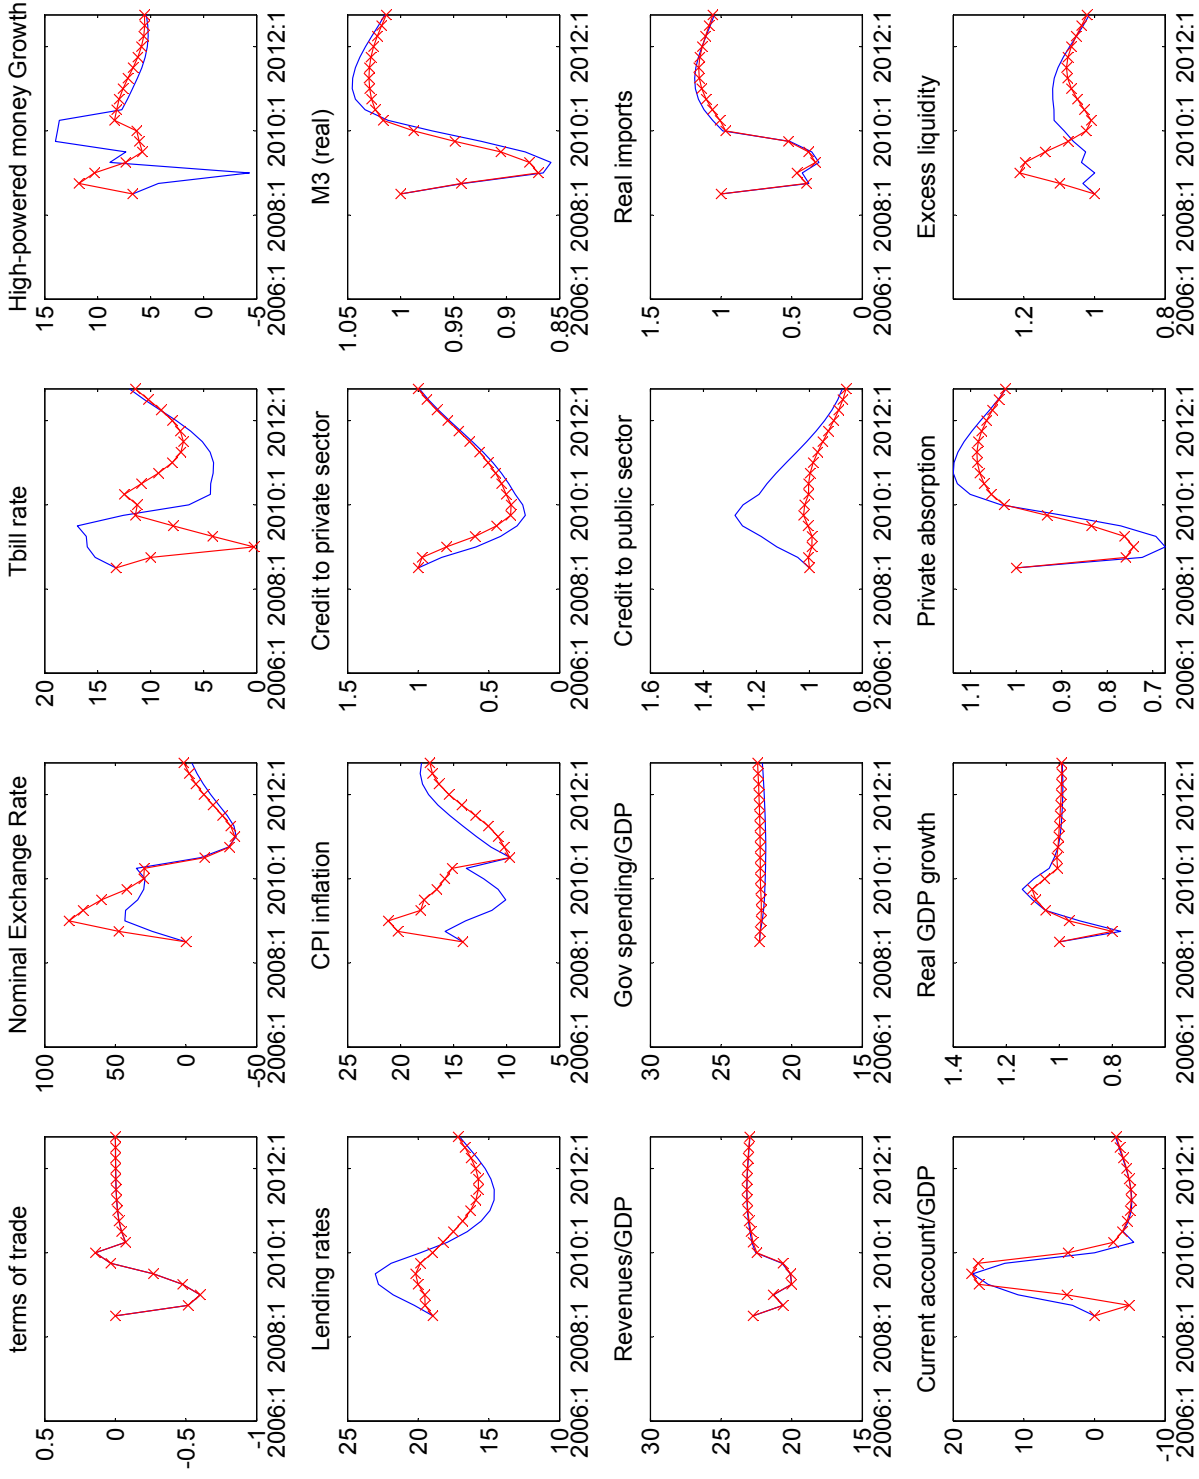 terms of trade
0.5
0
-0.5
-1
2006:1 2008:1 2010:1 2012:1
Nominal Exchange Rate
100
50
0
-50
2006:1 2008:1 2010:1 2012:1
Tbill rate
20
15
10
5
0
2006:1 2008:1 2010:1 2012:1
High-powered money Growth
15
10
5
0
-5
2006:1 2008:1 2010:1 2012:1
Lending rates
25
20
15
10
2006:1 2008:1 2010:1 2012:1
CPI inflation
25
20
15
10
5
2006:1 2008:1 2010:1 2012:1
Credit to private sector
1.5
1
0.5
0
2006:1 2008:1 2010:1 2012:1
M3 (real)
1.05
1
0.95
0.9
0.85
2006:1 2008:1 2010:1 2012:1
Revenues/GDP
30
25
20
15
2006:1 2008:1 2010:1 2012:1
Gov spending/GDP
30
25
20
15
2006:1 2008:1 2010:1 2012:1
Credit to public sector
1.6
1.4
1.2
1
0.8
2006:1 2008:1 2010:1 2012:1
Real imports
1.5
1
0.5
0
2006:1 2008:1 2010:1 2012:1
Current account/GDP
20
10
0
-10
2006:1 2008:1 2010:1 2012:1
Real GDP growth
1.4
1.2
1
0.8
2006:1 2008:1 2010:1 2012:1
Private absorption
1.1
1
0.9
0.8
0.7
2006:1 2008:1 2010:1 2012:1
Excess liquidity
1.2
1
0.8
2006:1 2008:1 2010:1 2012:1